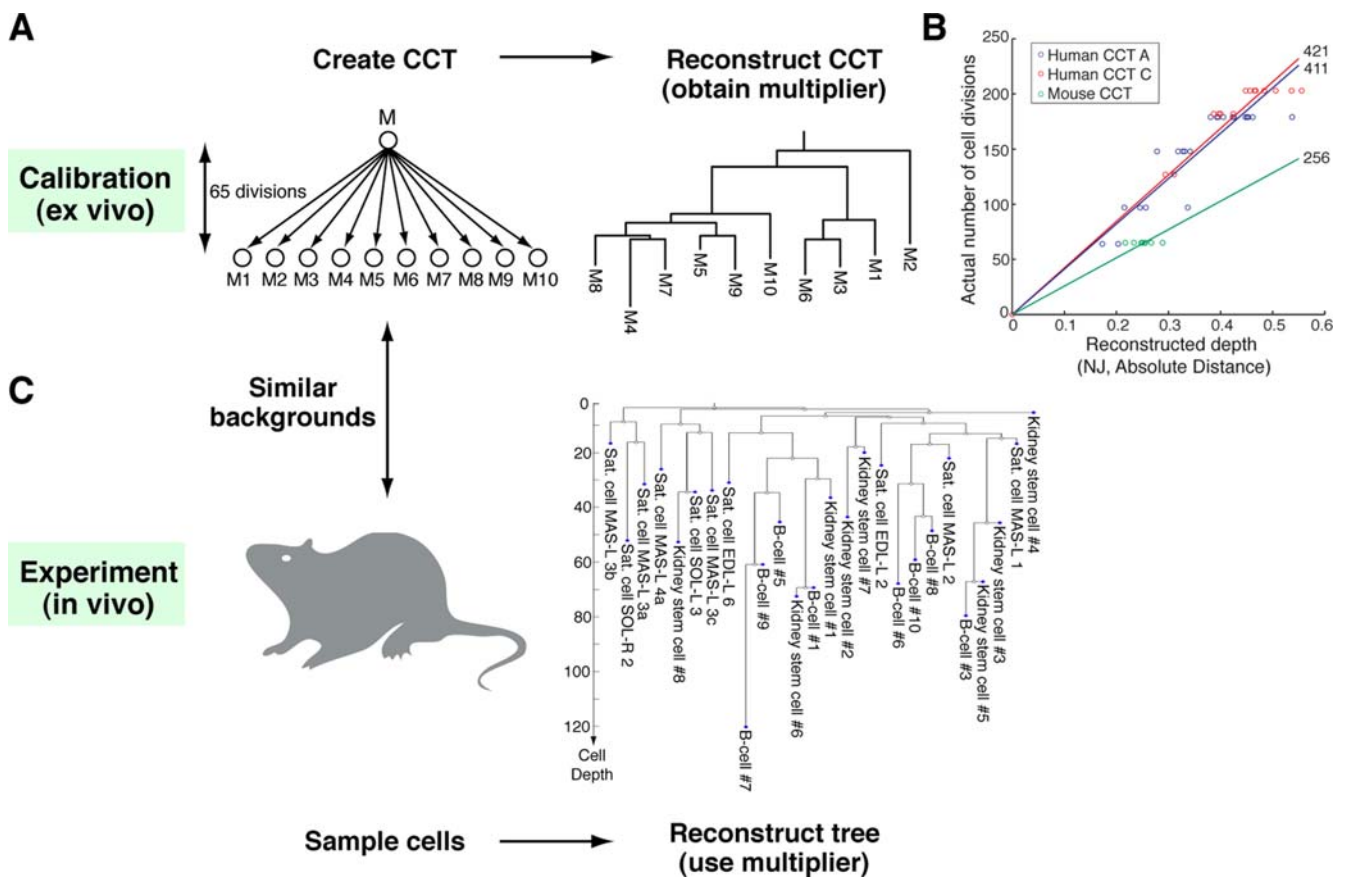 A
Create CCT
Reconstruct CCT
(obtain multiplier)
M
Calibration
(ex vivo)
65 divisions
M1
M2
M3
M4
M5
M6
M7
M8
M9
M10
M8
M4
M7
M5
M9
M10
M6
M3
M1
M2
B
Actual number of cell divisions
250
200
150
100
50
0
Human CCT A
Human CCT C
Mouse CCT
421
411
256
0
0.1
0.2
0.3
0.4
0.5
0.6
Reconstructed depth
(NJ, Absolute Distance)
C
Similar
backgrounds
Experiment
(in vivo)
0
20
40
60
80
100
120
Cell
Depth
Sat. cell MAS-L 3b
Sat. cell SOL-R 2
Sat. cell MAS-L 3a
Sat. cell MAS-L 4a
Kidney stem cell #8
Sat. cell SOL-L 3
Sat. cell MAS-L 3c
Sat. cell EDL-L 6
B-cell #7
B-cell #9
B-cell #5
Kidney stem cell #6
B-cell #1
Kidney stem cell #1
Kidney stem cell #2
Kidney stem cell #7
Sat. cell EDL-L 2
B-cell #6
B-cell #10
B-cell #8
Sat. cell MAS-L 2
B-cell #3
Kidney stem cell #5
Kidney stem cell #3
Sat. cell MAS-L 1
Kidney stem cell #4
Sample cells
Reconstruct tree
(use multiplier)